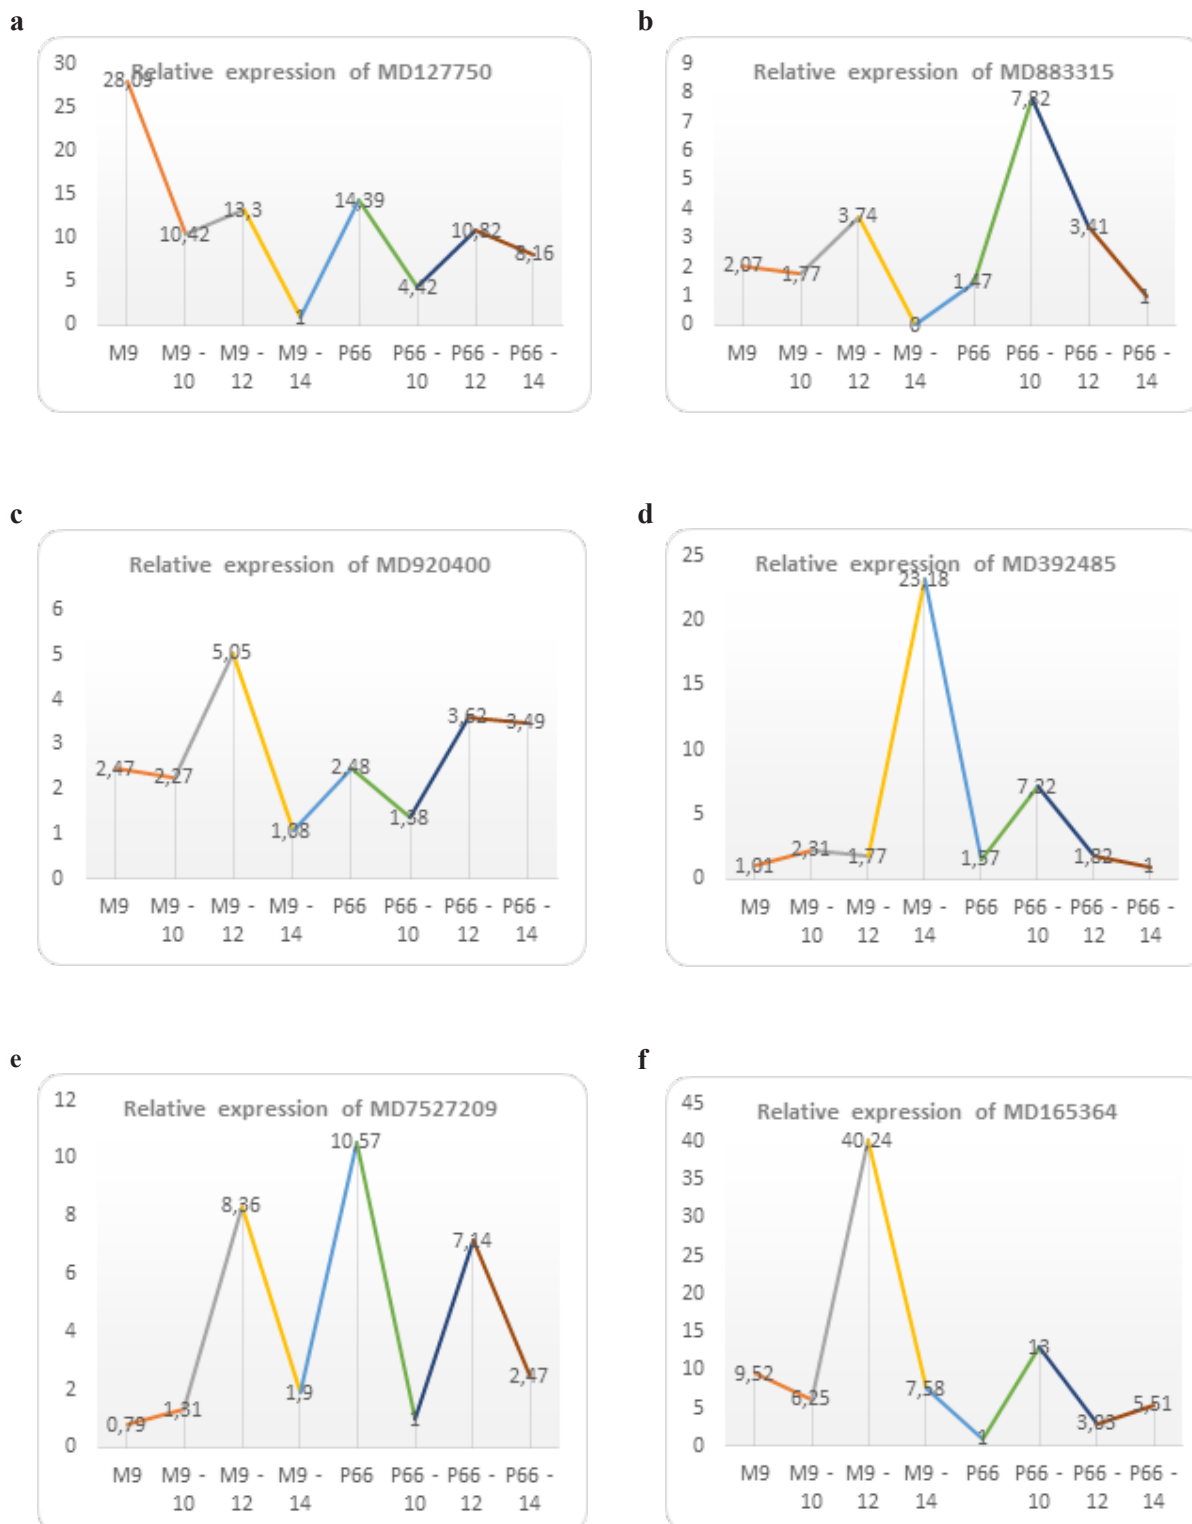 a
Relative expression of MD127750
30
25
20
15
10
5
0
28,09
10,42
13,3
1
14,39
4,42
10,82
8,16
M9
M9 -
10
M9 -
12
M9 -
14
P66
P66 -
10
P66 -
12
P66 -
14
b
Relative expression of MD883315
9
8
7
6
5
4
3
2
1
0
2,07
1,77
3,74
0
1,47
7,82
3,41
1
M9
M9 -
10
M9 -
12
M9 -
14
P66
P66 -
10
P66 -
12
P66 -
14
c
Relative expression of MD920400
6
5
4
3
2
1
0
2,47
2,27
5,05
1,08
2,48
1,38
3,62
3,49
M9
M9 -
10
M9 -
12
M9 -
14
P66
P66 -
10
P66 -
12
P66 -
14
d
Relative expression of MD392485
25
20
15
10
5
0
1,01
2,31
1,77
23,18
1,57
7,22
1,82
1
M9
M9 -
10
M9 -
12
M9 -
14
P66
P66 -
10
P66 -
12
P66 -
14
e
Relative expression of MD7527209
12
10
8
6
4
2
0
0,79
1,31
8,36
1,9
10,57
1
7,14
2,47
M9
M9 -
10
M9 -
12
M9 -
14
P66
P66 -
10
P66 -
12
P66 -
14
f
Relative expression of MD165364
45
40
35
30
25
20
15
10
5
0
9,52
6,25
40,24
7,58
1
13
5,51
M9
M9 -
10
M9 -
12
M9 -
14
P66
P66 -
10
P66 -
12
P66 -
14